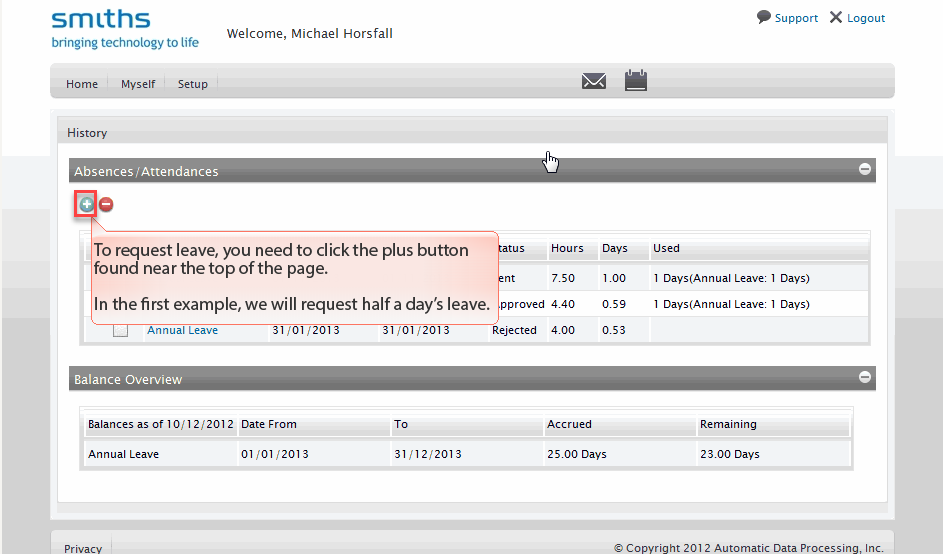 smiths
bringing technology to life
Welcome, Michael Horsfall
Support
Logout
Home
Myself
Setup
History
Absences/Attendances
To request leave, you need to click the plus button
found near the top of the page.
In the first example, we will request half a day's leave.
Hours Days Used
7.50 1.00 1 Days(Annual Leave: 1 Days)
4.40 0.59 1 Days(Annual Leave: 1 Days)
Annual Leave 31/01/2013 31/01/2013 Rejected 4.00 0.53
Balance Overview
Balances as of 10/12/2012 Date From To Accrued Remaining
Annual Leave 01/01/2013 31/12/2013 25.00 Days 23.00 Days
Privacy
© Copyright 2012 Automatic Data Processing, Inc.